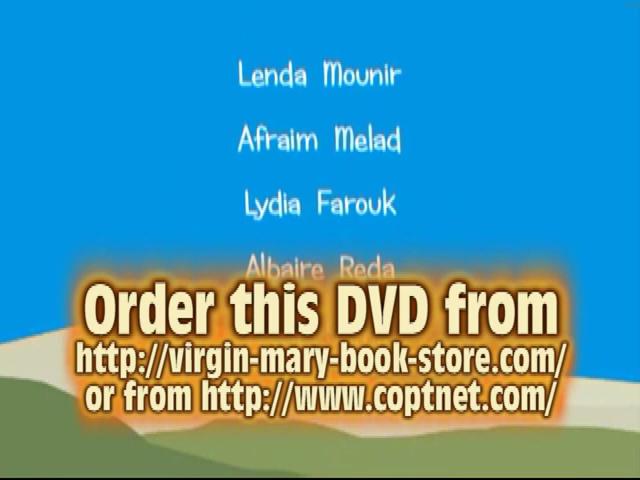 Lenda Mounir
Afraim Melad
Lydia Farouk
Albaire Reda
Order this DVD from
http://virgin-mary-book-store.com/
or from http://www.coptnet.com/